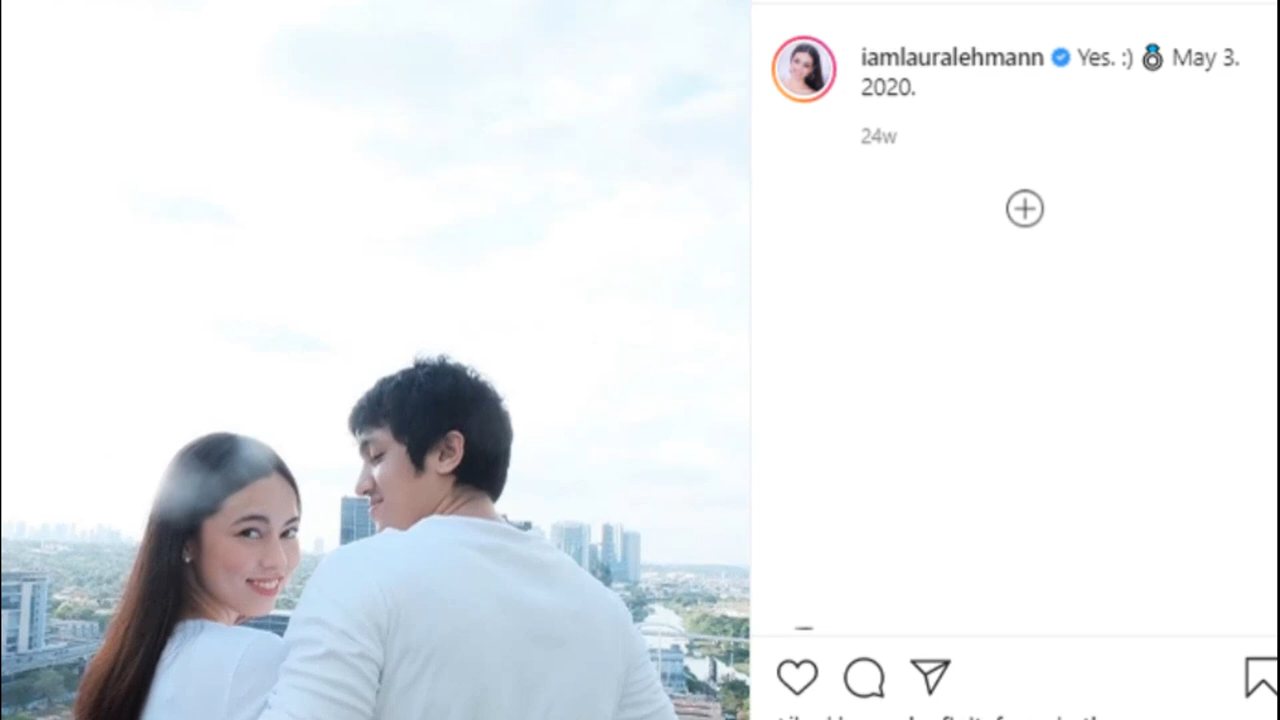 iamlauralehmann Yes. :) 💍 May 3.
2020.
24w